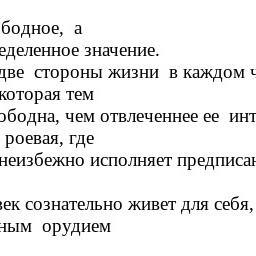 бодное, а
еделенное значение.
две стороны жизни в каждом ч
которая тем
ободна, чем отвлеченнее ее инт
роевая, где
неизбежно исполняет предписан
век сознательно живет для себя,
ным орудием